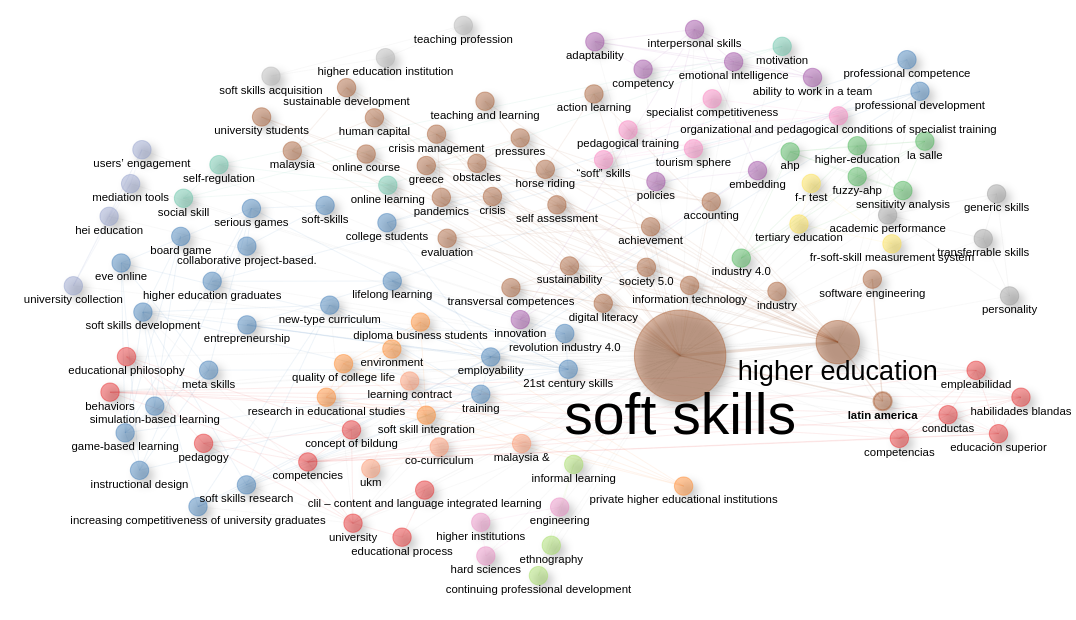 teaching profession
interpersonal skills
adaptability
motivation
higher education institution
emotional intelligence
professional competence
competency
ability to work in a team
soft skills acquisition
sustainable development
teaching and learning
action learning
professional development
specialist competitiveness
university students
human capital
organizational and pedagogical conditions of specialist training
crisis management
pressures
pedagogical training
users' engagement
malaysia
online course
greece
obstacles
tourism sphere
ahp
higher-education
la salle
self-regulation
horse riding
"soft" skills
embedding
mediation tools
online learning
policies
f-r test
fuzzy-ahp
social skill
pandemics
crisis
sensitivity analysis
generic skills
serious games
soft-skills
self assessment
accounting
hei education
college students
achievement
academic performance
board game
collaborative project-based.
evaluation
tertiary education
fr-soft-skill measurement system
transferrable skills
eve online
sustainability
society 5.0
industry 4.0
university collection
higher education graduates
lifelong learning
transversal competences
information technology
industry
software engineering
personality
soft skills development
new-type curriculum
digital literacy
entrepreneurship
diploma business students
innovation
revolution industry 4.0
educational philosophy
environment
employability
higher education
meta skills
quality of college life
21st century skills
empleabilidad
behaviors
learning contract
simulation-based learning
research in educational studies
training
soft skills
latin america
habilidades blandas
conductas
game-based learning
concept of bildung
soft skill integration
pedagogy
co-curriculum
malaysia &
competencias
educación superior
instructional design
competencies
ukm
informal learning
soft skills research
clil – content and language integrated learning
private higher educational institutions
increasing competitiveness of university graduates
university
higher institutions
engineering
educational process
hard sciences
ethnography
continuing professional development